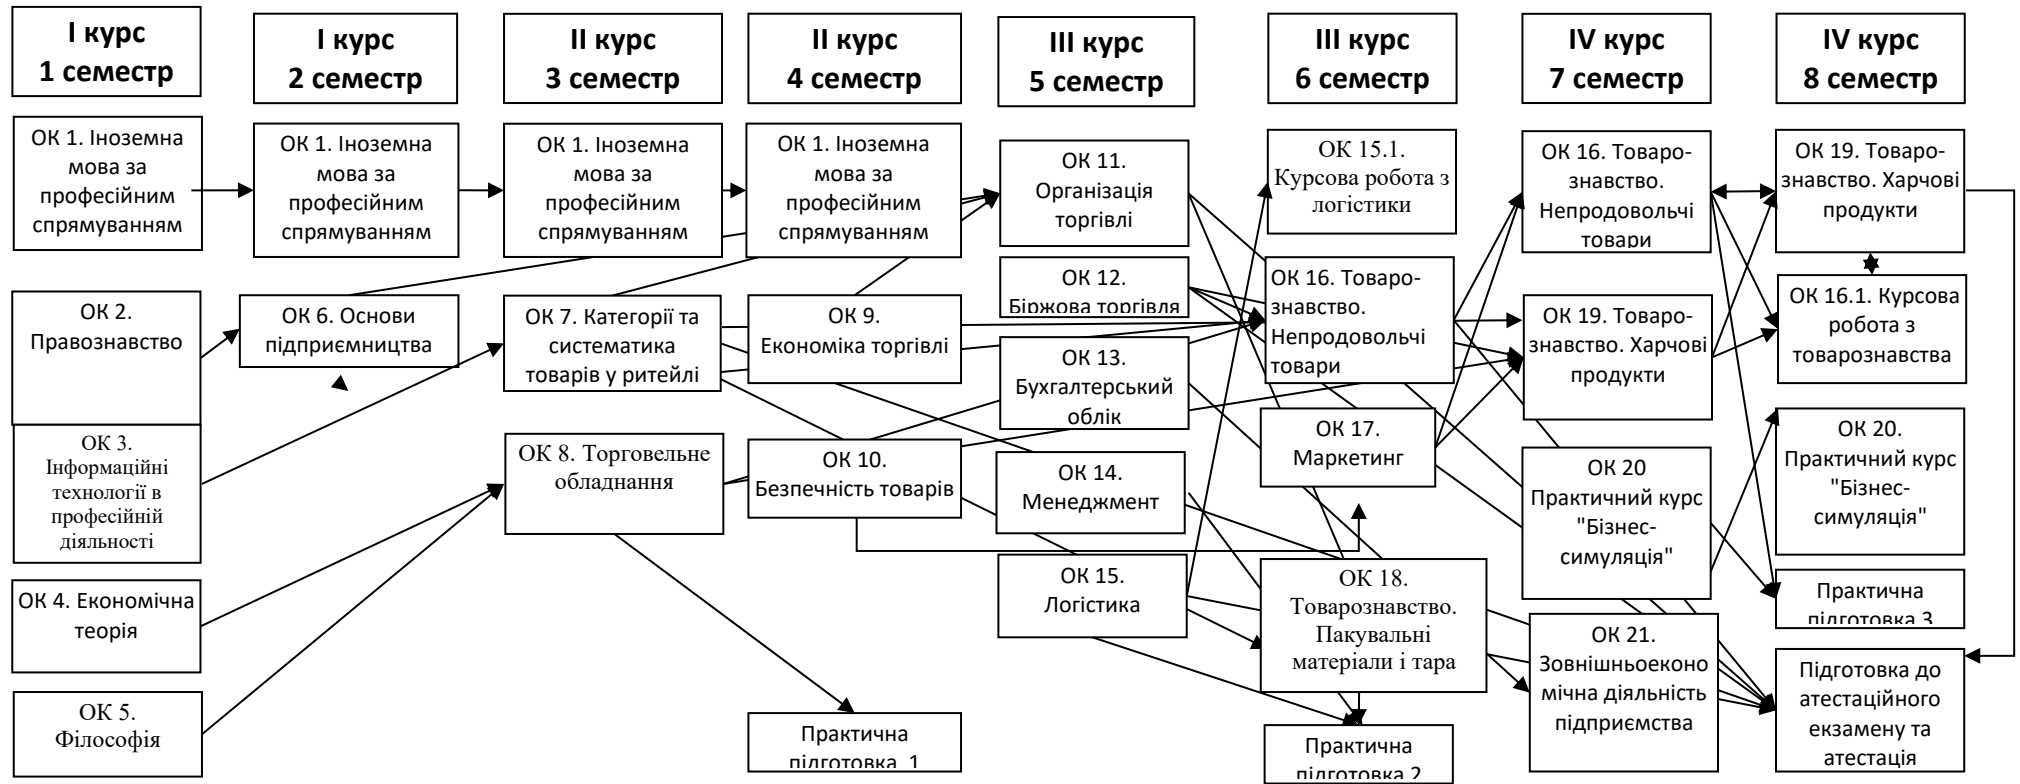 І курс
1 семестр
І курс
2 семестр
ІІ курс
3 семестр
ІІ курс
4 семестр
ІІІ курс
5 семестр
ІІІ курс
6 семестр
IV курс
7 семестр
IV курс
8 семестр
ОК 1. Іноземна
мова за
професійним
спрямуванням
ОК 2.
Правознавство
ОК 3.
Інформаційні
технології в
професійній
діяльності
ОК 4. Економічна
теорія
ОК 5.
Філософія
ОК 1. Іноземна
мова за
професійним
спрямуванням
ОК 6. Основи
підприємництва
ОК 1. Іноземна
мова за
професійним
спрямуванням
ОК 7. Категорії та
систематика
товарів у ритейлі
ОК 8. Торговельне
обладнання
ОК 1. Іноземна
мова за
професійним
спрямуванням
ОК 9.
Економіка торгівлі
ОК 10.
Безпечність товарів
Практична
підготовка 1
ОК 11.
Організація
торгівлі
ОК 12.
Біржова торгівля
ОК 13.
Бухгалтерський
облік
ОК 14.
Менеджмент
ОК 15.
Логістика
ОК 15.1.
Курсова робота з
логістики
ОК 16. Товаро-
знавство.
Непродовольчі
товари
ОК 17.
Маркетинг
ОК 18.
Товарознавство.
Пакувальні
матеріали і тара
Практична
підготовка 2
ОК 16. Товаро-
знавство.
Непродовольчі
товари
ОК 19. Товаро-
знавство. Харчові
продукти
ОК 20
Практичний курс
"Бізнес-
симуляція"
ОК 21.
Зовнішньоеконо
мічна діяльність
підприємства
ОК 19. Товаро-
знавство. Харчові
продукти
ОК 16.1. Курсова
робота з
товарознавства
ОК 20.
Практичний курс
"Бізнес-
симуляція"
Практична
підготовка 3
Підготовка до
атестаційного
екзамену та
атестація